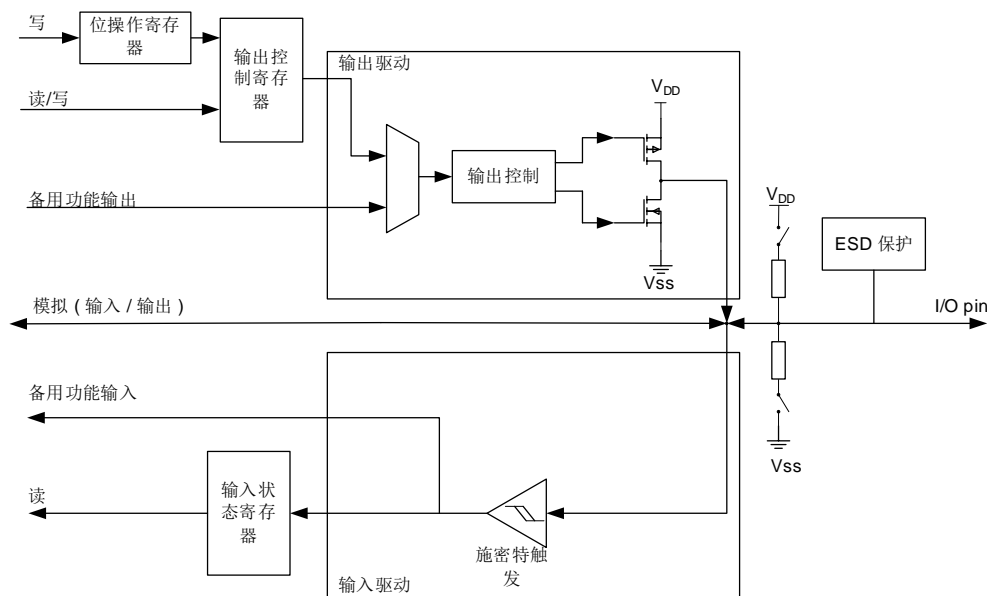 写
位操作寄存
器
输出控
制寄存
器
读/写
备用功能输出
输出驱动
VDD
输出控制
Vss
VDD
ESD 保护
模拟 ( 输入 / 输出 )
I/O pin
备用功能输入
Vss
读
输入状
态寄存
器
施密特触
发
输入驱动